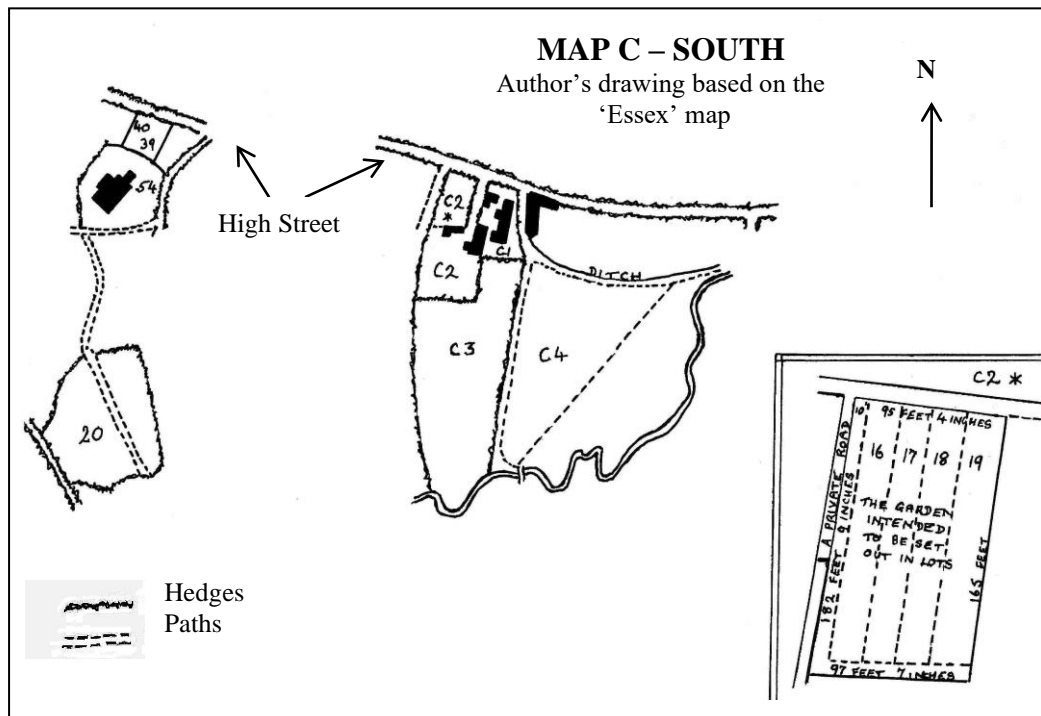 MAP C – SOUTH
Author's drawing based on the
'Essex' map
N
40
39
54
High Street
C2
*
C1
C2
DITCH
C3
C4
20
C2 *
10"
95 FEET 4 INCHES
16 17 18 19
A PRIVATE ROAD
182 FEET 9 INCHES
THE GARDEN
INTENDED
TO BE SET
OUT IN LOTS
165 FEET
97 FEET 7 INCHES
Hedges
Paths